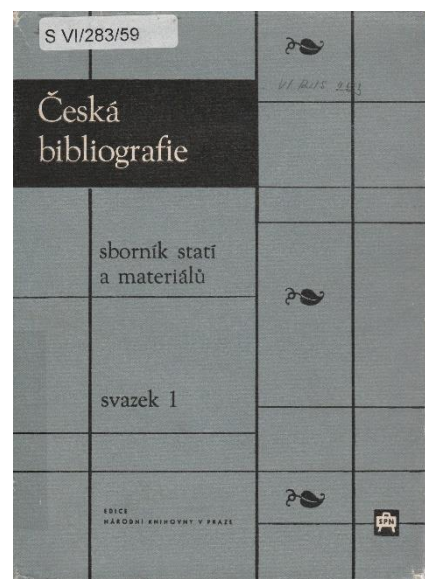 S VI/283/59
Česká
bibliografie
sborník statí
a materiálů
svazek 1
EDICE
NÁRODNÍ KNIHOVNY V PRAZE
SPN